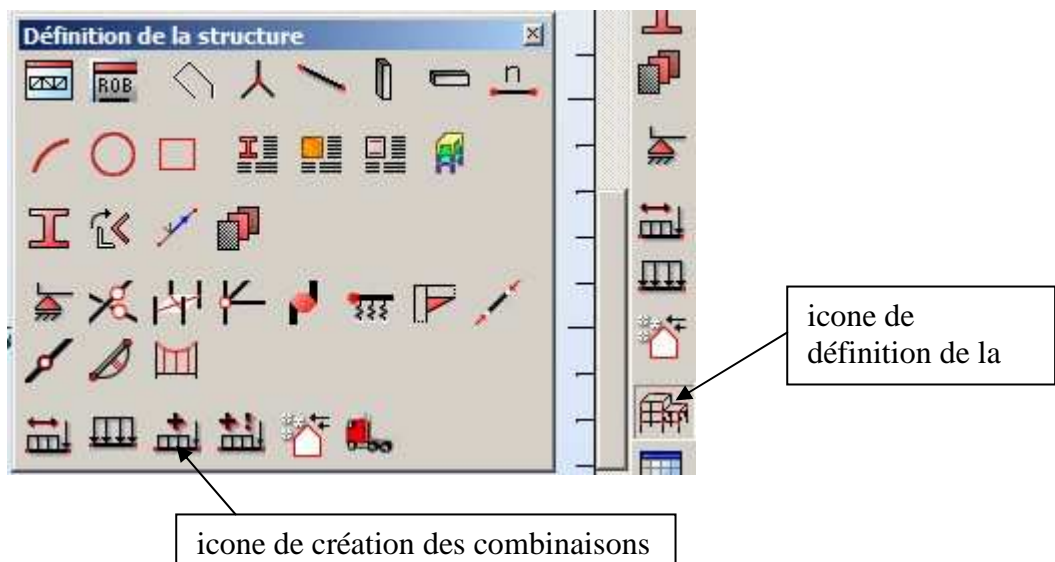 Définition de la structure
ROB
n
icone de
définition de la
icone de création des combinaisons